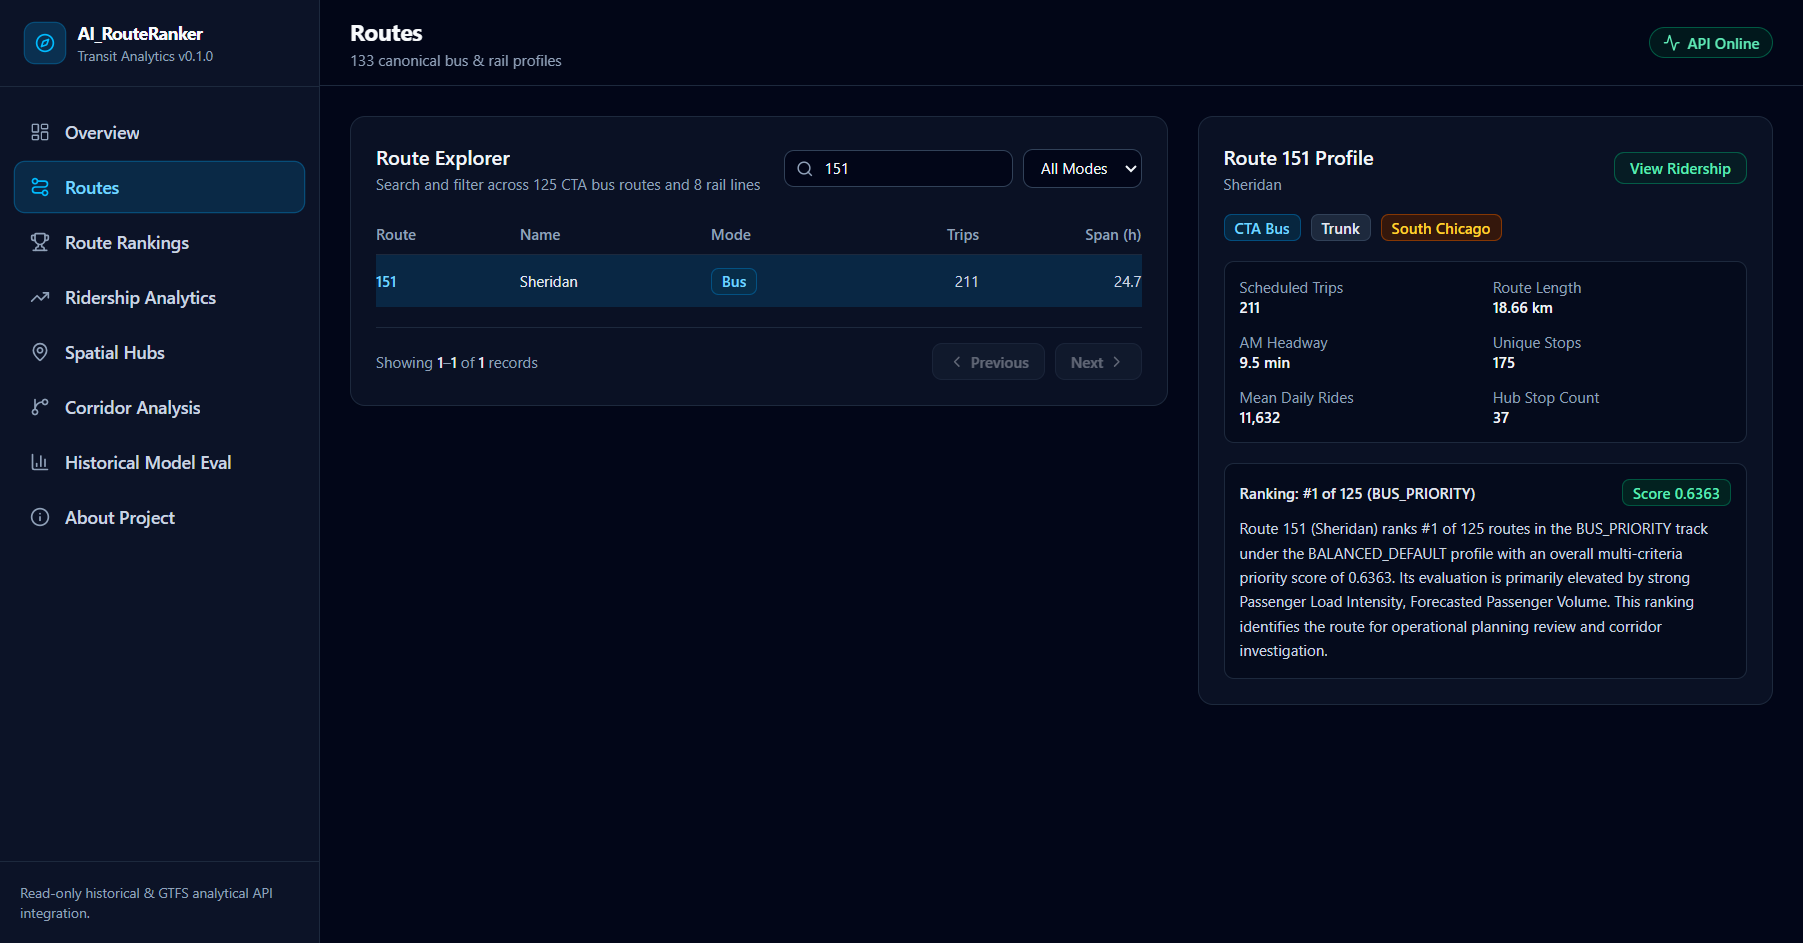 AI_RouteRanker
Transit Analytics v0.1.0
Overview
Routes
Route Rankings
Ridership Analytics
Spatial Hubs
Corridor Analysis
Historical Model Eval
About Project
Read-only historical & GTFS analytical API
integration.
Routes
133 canonical bus & rail profiles
API Online
Route Explorer
Search and filter across 125 CTA bus routes and 8 rail lines
151
All Modes
Route Name Mode Trips Span (h)
151 Sheridan Bus 211 24.7
Showing 1–1 of 1 records
Previous
Next
Route 151 Profile
Sheridan
View Ridership
CTA Bus
Trunk
South Chicago
Scheduled Trips
211
Route Length
18.66 km
AM Headway
9.5 min
Unique Stops
175
Mean Daily Rides
11,632
Hub Stop Count
37
Ranking: #1 of 125 (BUS_PRIORITY)
Score 0.6363
Route 151 (Sheridan) ranks #1 of 125 routes in the BUS_PRIORITY track
under the BALANCED_DEFAULT profile with an overall multi-criteria
priority score of 0.6363. Its evaluation is primarily elevated by strong
Passenger Load Intensity, Forecasted Passenger Volume. This ranking
identifies the route for operational planning review and corridor
investigation.